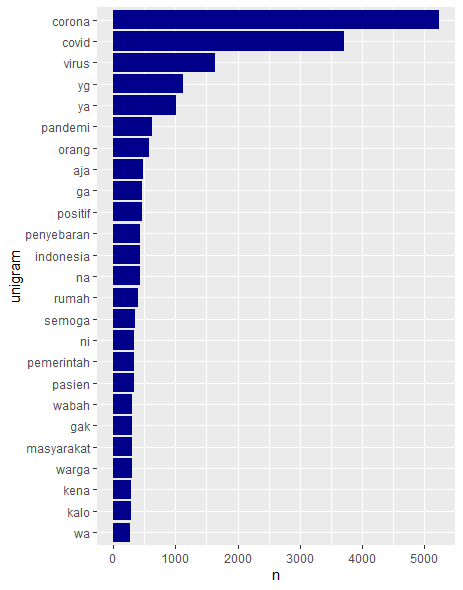 corona
covid
virus
yg
ya
pandemi
orang
aja
ga
positif
penyebaran
indonesia
na
rumah
semoga
ni
pemerintah
pasien
wabah
gak
masyarakat
warga
kena
kalo
wa
unigram
0 1000 2000 3000 4000 5000
n